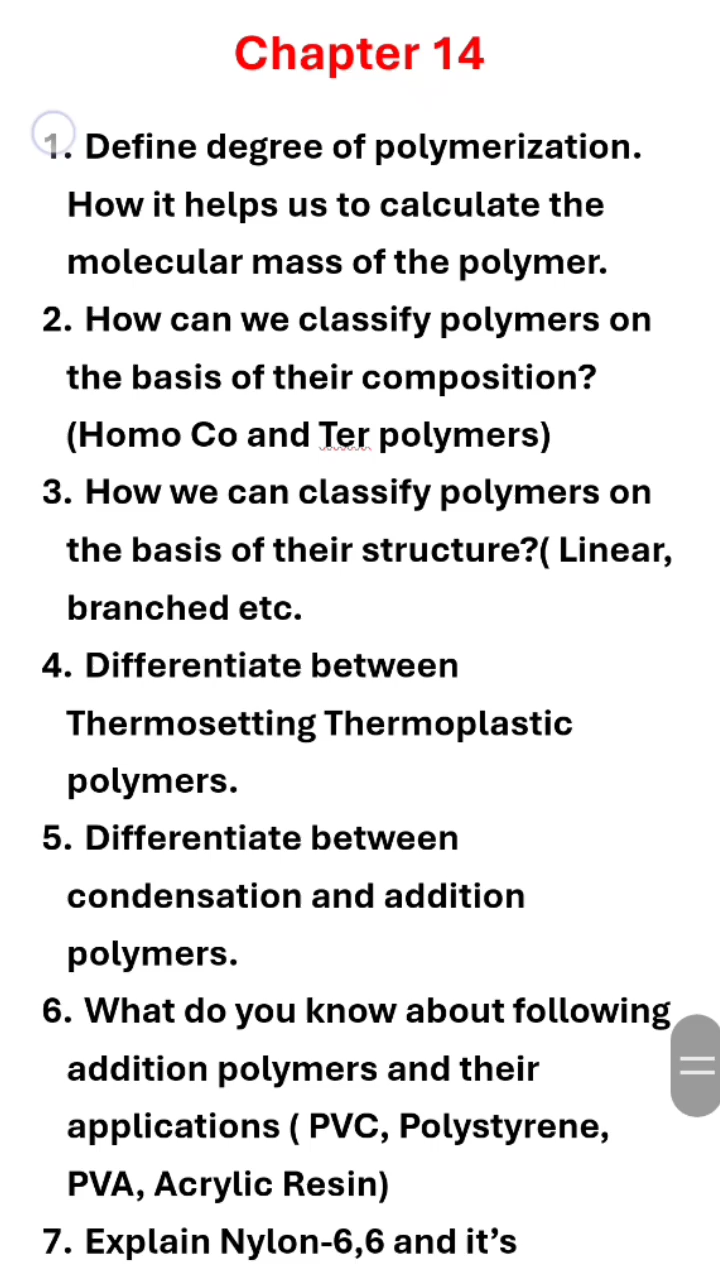 Chapter 14
1. Define degree of polymerization.
How it helps us to calculate the
molecular mass of the polymer.
2. How can we classify polymers on
the basis of their composition?
(Homo Co and Ter polymers)
3. How we can classify polymers on
the basis of their structure?( Linear,
branched etc.
4. Differentiate between
Thermosetting Thermoplastic
polymers.
5. Differentiate between
condensation and addition
polymers.
6. What do you know about following
addition polymers and their
applications ( PVC, Polystyrene,
PVA, Acrylic Resin)
7. Explain Nylon-6,6 and it’s